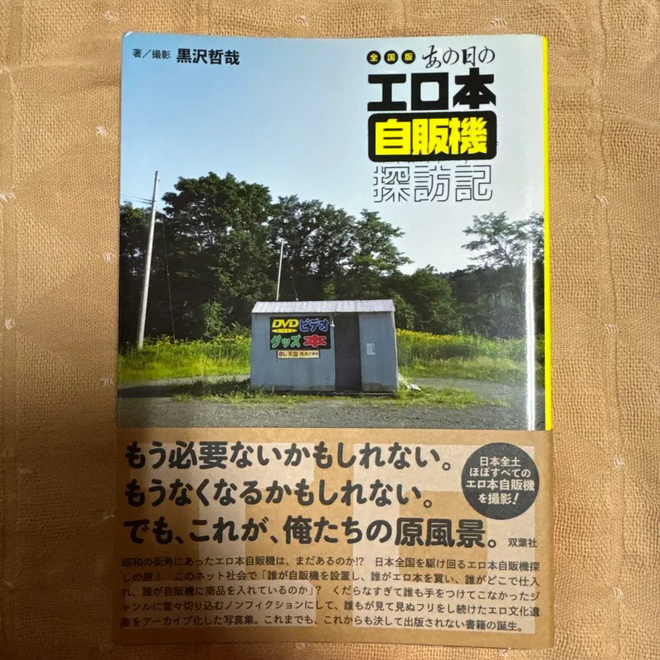 著／撮影 黒沢哲哉
全国版 あの日の
エロ本
自販機
探訪記
DVD ビデオ
グッズ 本
もう必要ないかもしれない。
もうなくなるかもしれない。
でも、これが、俺たちの原風景。
日本全土
ほぼすべての
エロ本自販機
を撮影！
双葉社
昭和の街角にあったエロ本自販機は、まだあるのか!? 日本全国を駆け回るエロ本自販機探
しの旅！ このネット社会で「誰が自販機を設置し、誰がエロ本を買い、誰がどこで仕入
れ、誰が自販機に商品を入れているのか」？ くだらなすぎて誰も手をつけてこなかったジ
ャンルに堂々切り込むノンフィクションにして、誰もが見て見ぬフリをし続けたエロ文化遺
産をアーカイブ化した写真集。これまでも、これからも決して出版されない書籍の誕生。